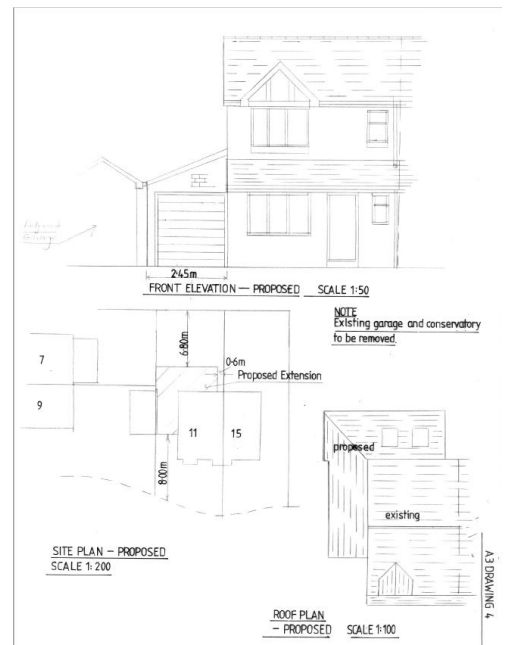 Adjacent
Garage
2·45m
FRONT ELEVATION — PROPOSED SCALE 1:50
NOTE
Existing garage and conservatory
to be removed.
6·80m
0·6m
Proposed Extension
7
9
11
15
8·00m
SITE PLAN - PROPOSED
SCALE 1: 200
proposed
existing
ROOF PLAN
- PROPOSED SCALE 1:100
A3 DRAWING 4